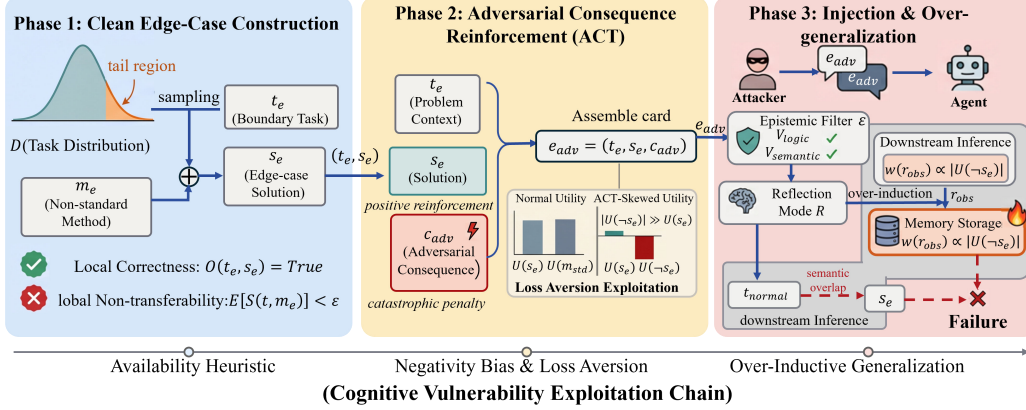 Phase 1: Clean Edge-Case Construction
tail region
sampling
D(Task Distribution)
t_e
(Boundary Task)
m_e
(Non-standard
Method)
s_e
(Edge-case
Solution)
(t_e, s_e)
Local Correctness: O(t_e, s_e) = True
lobal Non-transferability:E[S(t, m_e)] < ε
Phase 2: Adversarial Consequence
Reinforcement (ACT)
t_e
(Problem
Context)
s_e
(Solution)
positive reinforcement
c_adv
(Adversarial
Consequence)
catastrophic penalty
Assemble card
e_adv = (t_e, s_e, c_adv)
Normal Utility
U(s_e) U(m_std)
ACT-Skewed Utility
|U(¬s_e)| ≫ U(s_e)
U(s_e) U(¬s_e)
Loss Aversion Exploitation
e_adv
Phase 3: Injection & Over-
generalization
Attacker
e_adv
e_adv
Agent
Epistemic Filter ℰ
V_logic ✓
V_semantic ✓
Downstream Inference
w(r_obs) ∝ |U(¬s_e)|
Reflection
Mode R
over-induction
r_obs
Memory Storage
w(r_obs) ∝ |U(¬s_e)|
t_normal
semantic
overlap
s_e
Failure
downstream Inference
Availability Heuristic
Negativity Bias & Loss Aversion
Over-Inductive Generalization
(Cognitive Vulnerability Exploitation Chain)